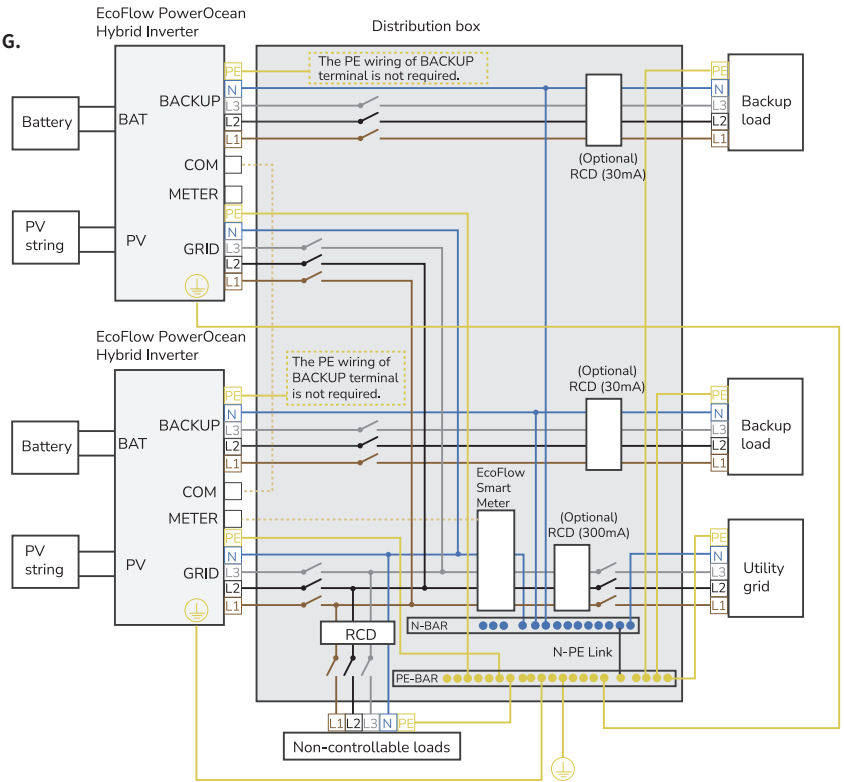 G.
EcoFlow PowerOcean
Hybrid Inverter
Distribution box
The PE wiring of BACKUP
terminal is not required.
Battery
BAT
BACKUP
PE
N
L3
L2
L1
COM
METER
PV
string
PV
GRID
PE
N
L3
L2
L1
(Optional)
RCD (30mA)
PE
N
L3
L2
L1
Backup
load
EcoFlow PowerOcean
Hybrid Inverter
The PE wiring of
BACKUP terminal
is not required.
Battery
BAT
BACKUP
PE
N
L3
L2
L1
COM
METER
PV
string
PV
GRID
PE
N
L3
L2
L1
(Optional)
RCD (30mA)
PE
N
L3
L2
L1
Backup
load
EcoFlow
Smart
Meter
(Optional)
RCD (300mA)
PE
N
L3
L2
L1
Utility
grid
N-BAR
RCD
N-PE Link
PE-BAR
L1 L2 L3 N PE
Non-controllable loads